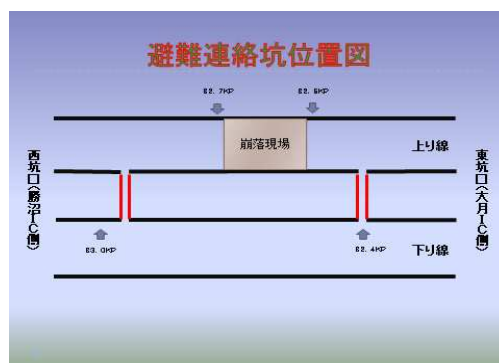 避難連絡坑位置図
82.7KP
82.6KP
崩落現場
上り線
西坑口(勝沼IC側)
東坑口(大月IC側)
83.0KP
82.4KP
下り線